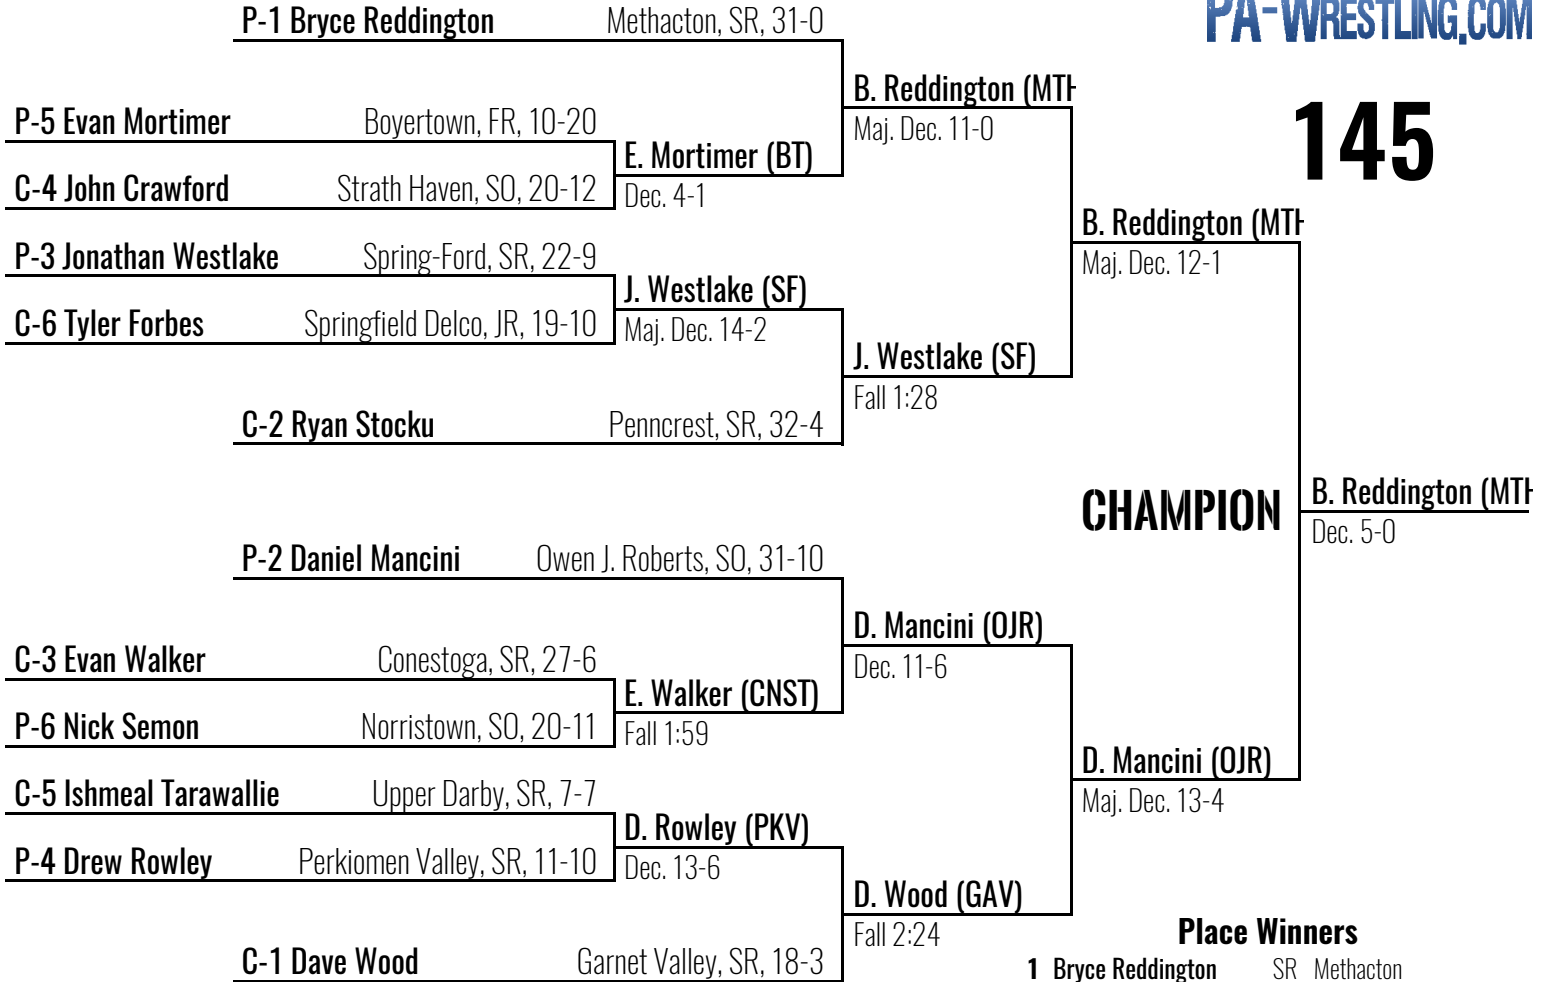 P-1 Bryce Reddington Methacton, SR, 31-0
PA-WRESTLING.COM
B. Reddington (MTH
Maj. Dec. 11-0
145
P-5 Evan Mortimer Boyertown, FR, 10-20
E. Mortimer (BT)
Dec. 4-1
C-4 John Crawford Strath Haven, SO, 20-12
B. Reddington (MTH
Maj. Dec. 12-1
P-3 Jonathan Westlake Spring-Ford, SR, 22-9
J. Westlake (SF)
Maj. Dec. 14-2
C-6 Tyler Forbes Springfield Delco, JR, 19-10
J. Westlake (SF)
Fall 1:28
C-2 Ryan Stocku Penncrest, SR, 32-4
CHAMPION
B. Reddington (MTH
Dec. 5-0
P-2 Daniel Mancini Owen J. Roberts, SO, 31-10
D. Mancini (OJR)
Dec. 11-6
C-3 Evan Walker Conestoga, SR, 27-6
E. Walker (CNST)
Fall 1:59
P-6 Nick Semon Norristown, SO, 20-11
D. Mancini (OJR)
Maj. Dec. 13-4
C-5 Ishmeal Tarawallie Upper Darby, SR, 7-7
D. Rowley (PKV)
Dec. 13-6
P-4 Drew Rowley Perkiomen Valley, SR, 11-10
D. Wood (GAV)
Fall 2:24
C-1 Dave Wood Garnet Valley, SR, 18-3
Place Winners
1 Bryce Reddington SR Methacton